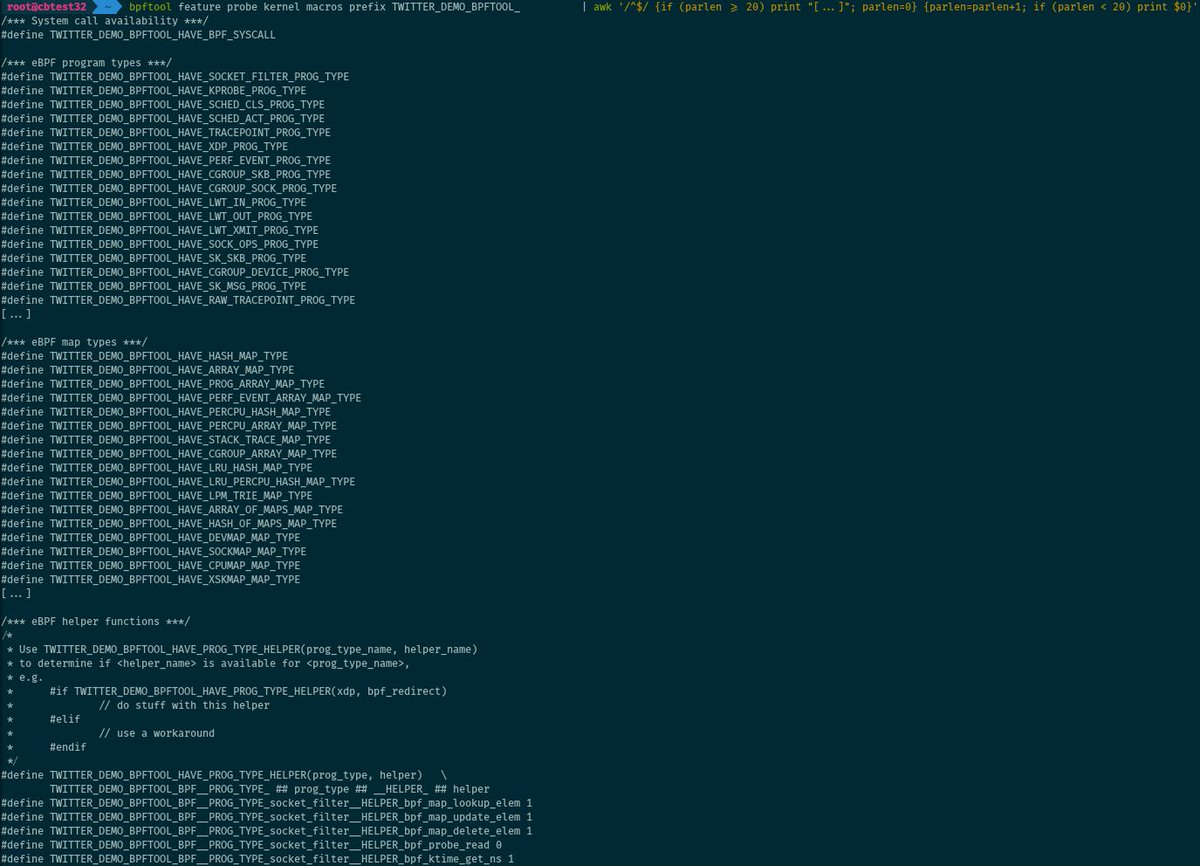 root@cbtest32 ~ bpftool feature probe kernel macros prefix TWITTER_DEMO_BPFTOOL_ | awk '/^$/ {if (parlen ⩾ 20) print "[...]"; parlen=0} {parlen=parlen+1; if (parlen < 20) print $0}'
/*** System call availability ***/
#define TWITTER_DEMO_BPFTOOL_HAVE_BPF_SYSCALL

/*** eBPF program types ***/
#define TWITTER_DEMO_BPFTOOL_HAVE_SOCKET_FILTER_PROG_TYPE
#define TWITTER_DEMO_BPFTOOL_HAVE_KPROBE_PROG_TYPE
#define TWITTER_DEMO_BPFTOOL_HAVE_SCHED_CLS_PROG_TYPE
#define TWITTER_DEMO_BPFTOOL_HAVE_SCHED_ACT_PROG_TYPE
#define TWITTER_DEMO_BPFTOOL_HAVE_TRACEPOINT_PROG_TYPE
#define TWITTER_DEMO_BPFTOOL_HAVE_XDP_PROG_TYPE
#define TWITTER_DEMO_BPFTOOL_HAVE_PERF_EVENT_PROG_TYPE
#define TWITTER_DEMO_BPFTOOL_HAVE_CGROUP_SKB_PROG_TYPE
#define TWITTER_DEMO_BPFTOOL_HAVE_CGROUP_SOCK_PROG_TYPE
#define TWITTER_DEMO_BPFTOOL_HAVE_LWT_IN_PROG_TYPE
#define TWITTER_DEMO_BPFTOOL_HAVE_LWT_OUT_PROG_TYPE
#define TWITTER_DEMO_BPFTOOL_HAVE_LWT_XMIT_PROG_TYPE
#define TWITTER_DEMO_BPFTOOL_HAVE_SOCK_OPS_PROG_TYPE
#define TWITTER_DEMO_BPFTOOL_HAVE_SK_SKB_PROG_TYPE
#define TWITTER_DEMO_BPFTOOL_HAVE_CGROUP_DEVICE_PROG_TYPE
#define TWITTER_DEMO_BPFTOOL_HAVE_SK_MSG_PROG_TYPE
#define TWITTER_DEMO_BPFTOOL_HAVE_RAW_TRACEPOINT_PROG_TYPE
[...]

/*** eBPF map types ***/
#define TWITTER_DEMO_BPFTOOL_HAVE_HASH_MAP_TYPE
#define TWITTER_DEMO_BPFTOOL_HAVE_ARRAY_MAP_TYPE
#define TWITTER_DEMO_BPFTOOL_HAVE_PROG_ARRAY_MAP_TYPE
#define TWITTER_DEMO_BPFTOOL_HAVE_PERF_EVENT_ARRAY_MAP_TYPE
#define TWITTER_DEMO_BPFTOOL_HAVE_PERCPU_HASH_MAP_TYPE
#define TWITTER_DEMO_BPFTOOL_HAVE_PERCPU_ARRAY_MAP_TYPE
#define TWITTER_DEMO_BPFTOOL_HAVE_STACK_TRACE_MAP_TYPE
#define TWITTER_DEMO_BPFTOOL_HAVE_CGROUP_ARRAY_MAP_TYPE
#define TWITTER_DEMO_BPFTOOL_HAVE_LRU_HASH_MAP_TYPE
#define TWITTER_DEMO_BPFTOOL_HAVE_LRU_PERCPU_HASH_MAP_TYPE
#define TWITTER_DEMO_BPFTOOL_HAVE_LPM_TRIE_MAP_TYPE
#define TWITTER_DEMO_BPFTOOL_HAVE_ARRAY_OF_MAPS_MAP_TYPE
#define TWITTER_DEMO_BPFTOOL_HAVE_HASH_OF_MAPS_MAP_TYPE
#define TWITTER_DEMO_BPFTOOL_HAVE_DEVMAP_MAP_TYPE
#define TWITTER_DEMO_BPFTOOL_HAVE_SOCKMAP_MAP_TYPE
#define TWITTER_DEMO_BPFTOOL_HAVE_CPUMAP_MAP_TYPE
#define TWITTER_DEMO_BPFTOOL_HAVE_XSKMAP_MAP_TYPE
[...]

/*** eBPF helper functions ***/
/*
 * Use TWITTER_DEMO_BPFTOOL_HAVE_PROG_TYPE_HELPER(prog_type_name, helper_name)
 * to determine if <helper_name> is available for <prog_type_name>,
 * e.g.
 *      #if TWITTER_DEMO_BPFTOOL_HAVE_PROG_TYPE_HELPER(xdp, bpf_redirect)
 *              // do stuff with this helper
 *      #elif
 *              // use a workaround
 *      #endif
 */
#define TWITTER_DEMO_BPFTOOL_HAVE_PROG_TYPE_HELPER(prog_type, helper)   \
        TWITTER_DEMO_BPFTOOL_BPF__PROG_TYPE_ ## prog_type ## __HELPER_ ## helper
#define TWITTER_DEMO_BPFTOOL_BPF__PROG_TYPE_socket_filter__HELPER_bpf_map_lookup_elem 1
#define TWITTER_DEMO_BPFTOOL_BPF__PROG_TYPE_socket_filter__HELPER_bpf_map_update_elem 1
#define TWITTER_DEMO_BPFTOOL_BPF__PROG_TYPE_socket_filter__HELPER_bpf_map_delete_elem 1
#define TWITTER_DEMO_BPFTOOL_BPF__PROG_TYPE_socket_filter__HELPER_bpf_probe_read 0
#define TWITTER_DEMO_BPFTOOL_BPF__PROG_TYPE_socket_filter__HELPER_bpf_ktime_get_ns 1